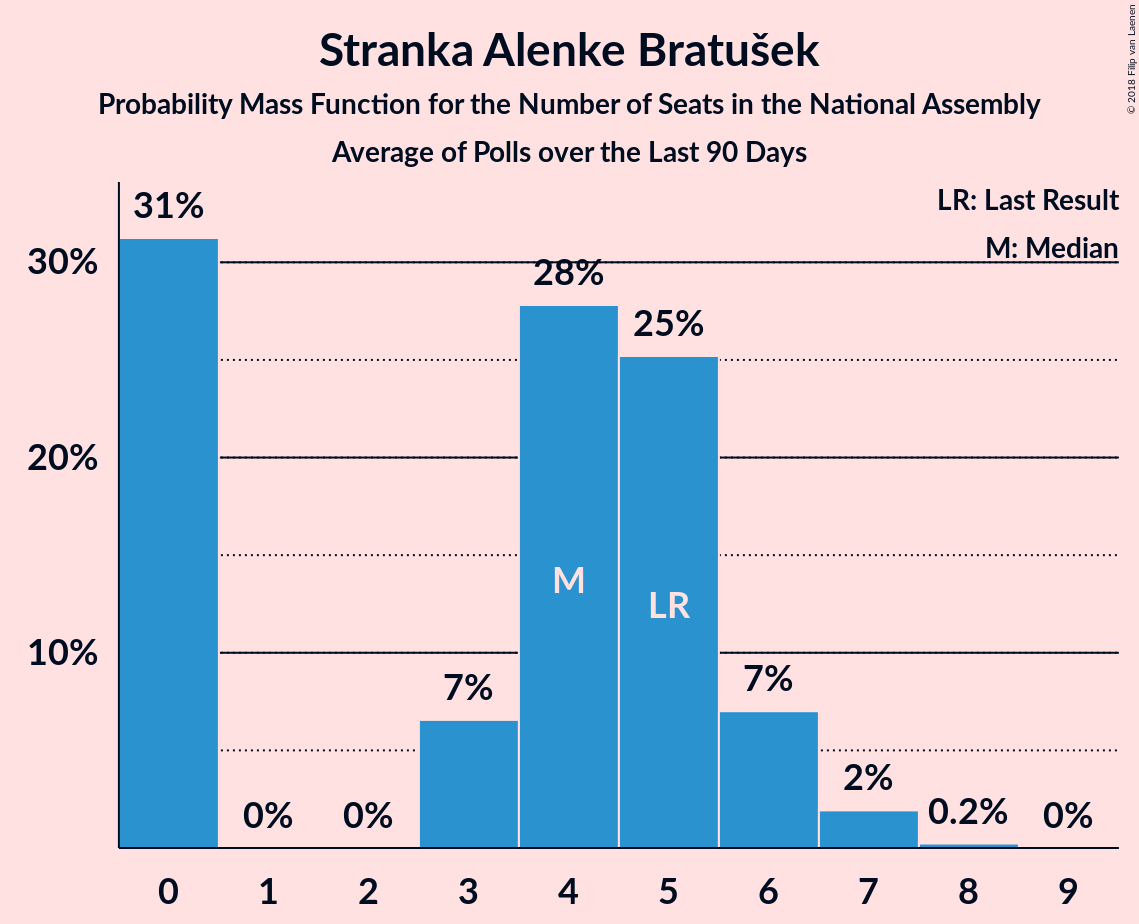 Stranka Alenke Bratušek
Probability Mass Function for the Number of Seats in the National Assembly
Average of Polls over the Last 90 Days
© 2018 Filip van Laenen
LR: Last Result
M: Median
31%
30%
28%
25%
20%
M
LR
10%
7%
7%
2%
0%
0%
0.2%
0%
0 1 2 3 4 5 6 7 8 9